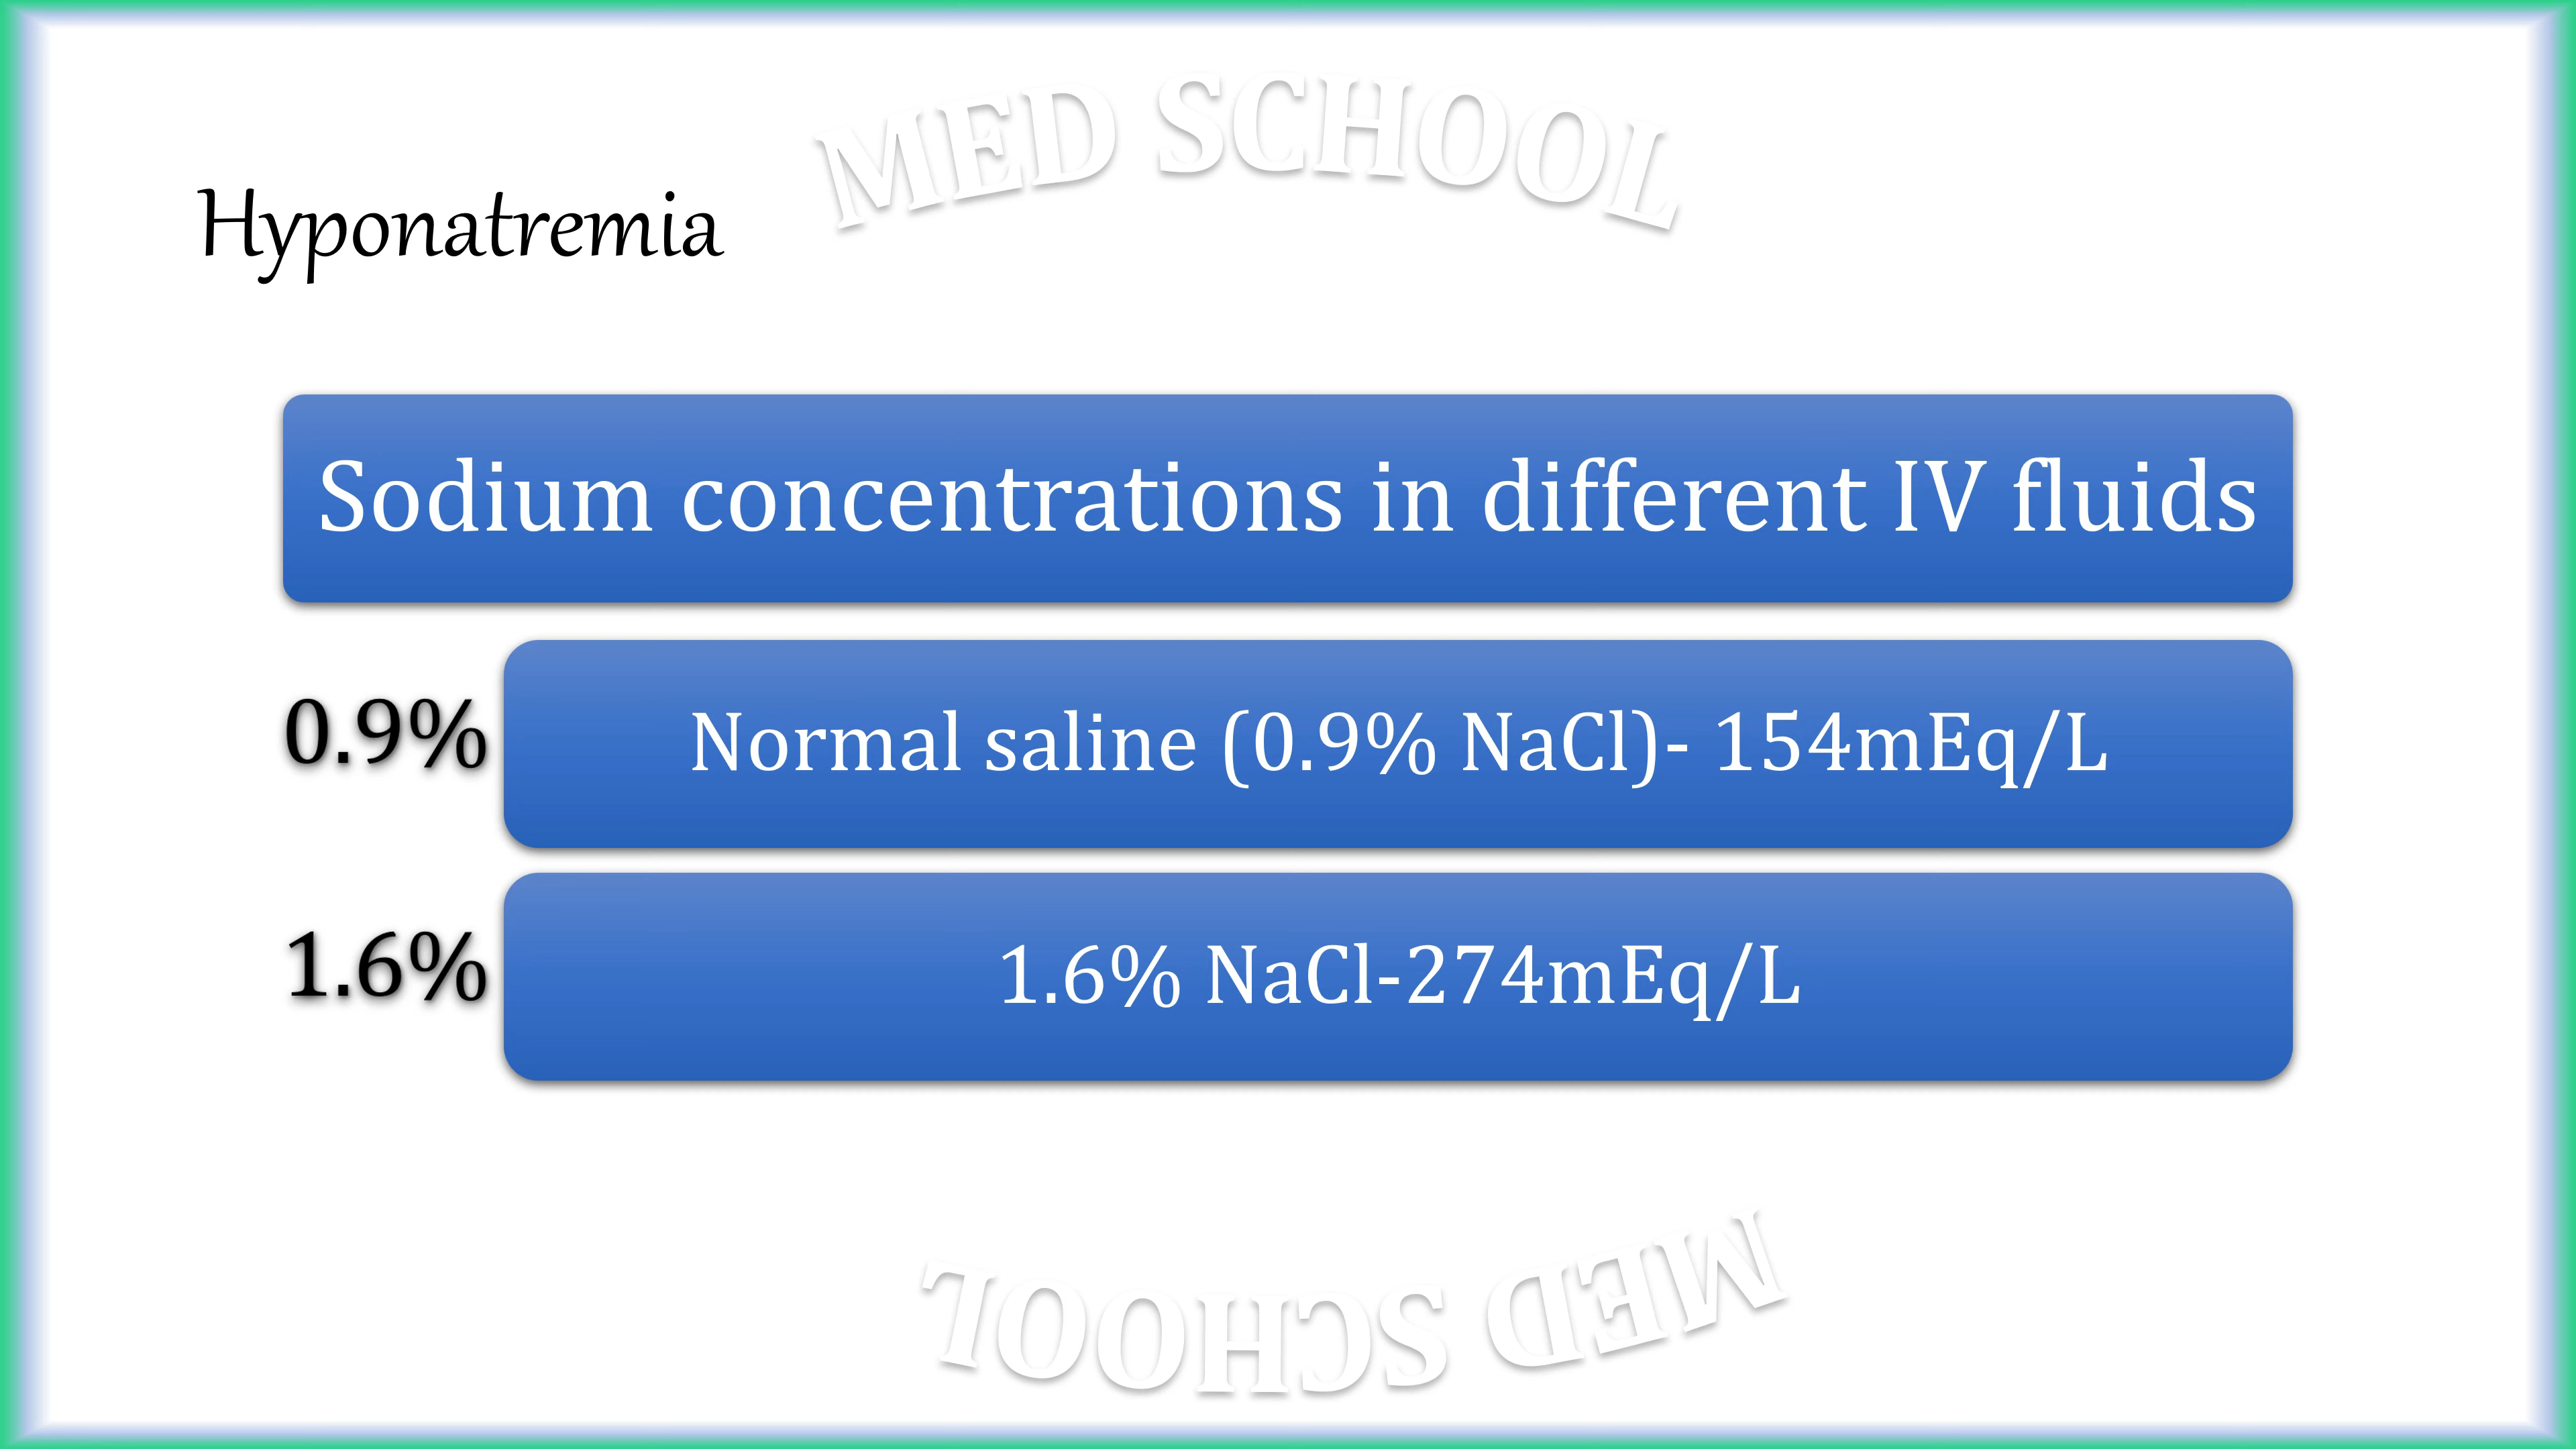 MED SCHOOL
Hyponatremia
Sodium concentrations in different IV fluids
0.9%
Normal saline (0.9% NaCl)- 154mEq/L
1.6%
1.6% NaCl-274mEq/L
MED SCHOOL